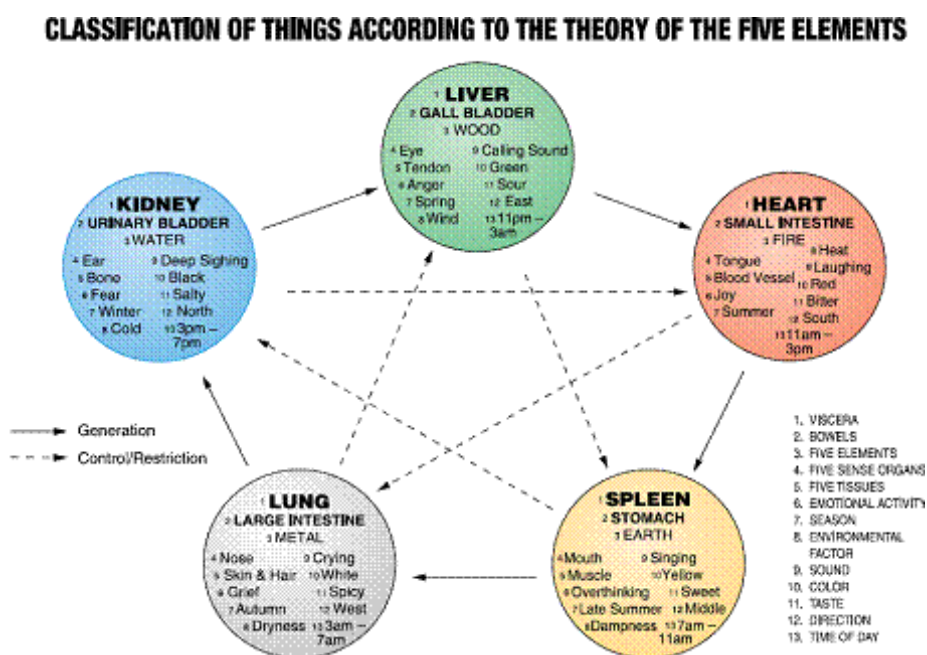 CLASSIFICATION OF THINGS ACCORDING TO THE THEORY OF THE FIVE ELEMENTS
1 LIVER
2 GALL BLADDER
3 WOOD
4 Eye
5 Tendon
6 Anger
7 Spring
8 Wind
9 Calling Sound
10 Green
11 Sour
12 East
13 11pm –
3am
1 KIDNEY
2 URINARY BLADDER
3 WATER
4 Ear
5 Bone
6 Fear
7 Winter
8 Cold
9 Deep Sighing
10 Black
11 Salty
12 North
13 3pm –
7pm
1 HEART
2 SMALL INTESTINE
3 FIRE
4 Tongue
5 Blood Vessel
6 Joy
7 Summer
8 Heat
9 Laughing
10 Red
11 Bitter
12 South
13 11am –
3pm
Generation
Control/Restriction
1 LUNG
2 LARGE INTESTINE
3 METAL
4 Nose
5 Skin & Hair
6 Grief
7 Autumn
8 Dryness
9 Crying
10 White
11 Spicy
12 West
13 3am –
7am
1 SPLEEN
2 STOMACH
3 EARTH
4 Mouth
5 Muscle
6 Overthinking
7 Late Summer
8 Dampness
9 Singing
10 Yellow
11 Sweet
12 Middle
13 7am –
11am
1. VISCERA
2. BOWELS
3. FIVE ELEMENTS
4. FIVE SENSE ORGANS
5. FIVE TISSUES
6. EMOTIONAL ACTIVITY
7. SEASON
8. ENVIRONMENTAL
FACTOR
9. SOUND
10. COLOR
11. TASTE
12. DIRECTION
13. TIME OF DAY